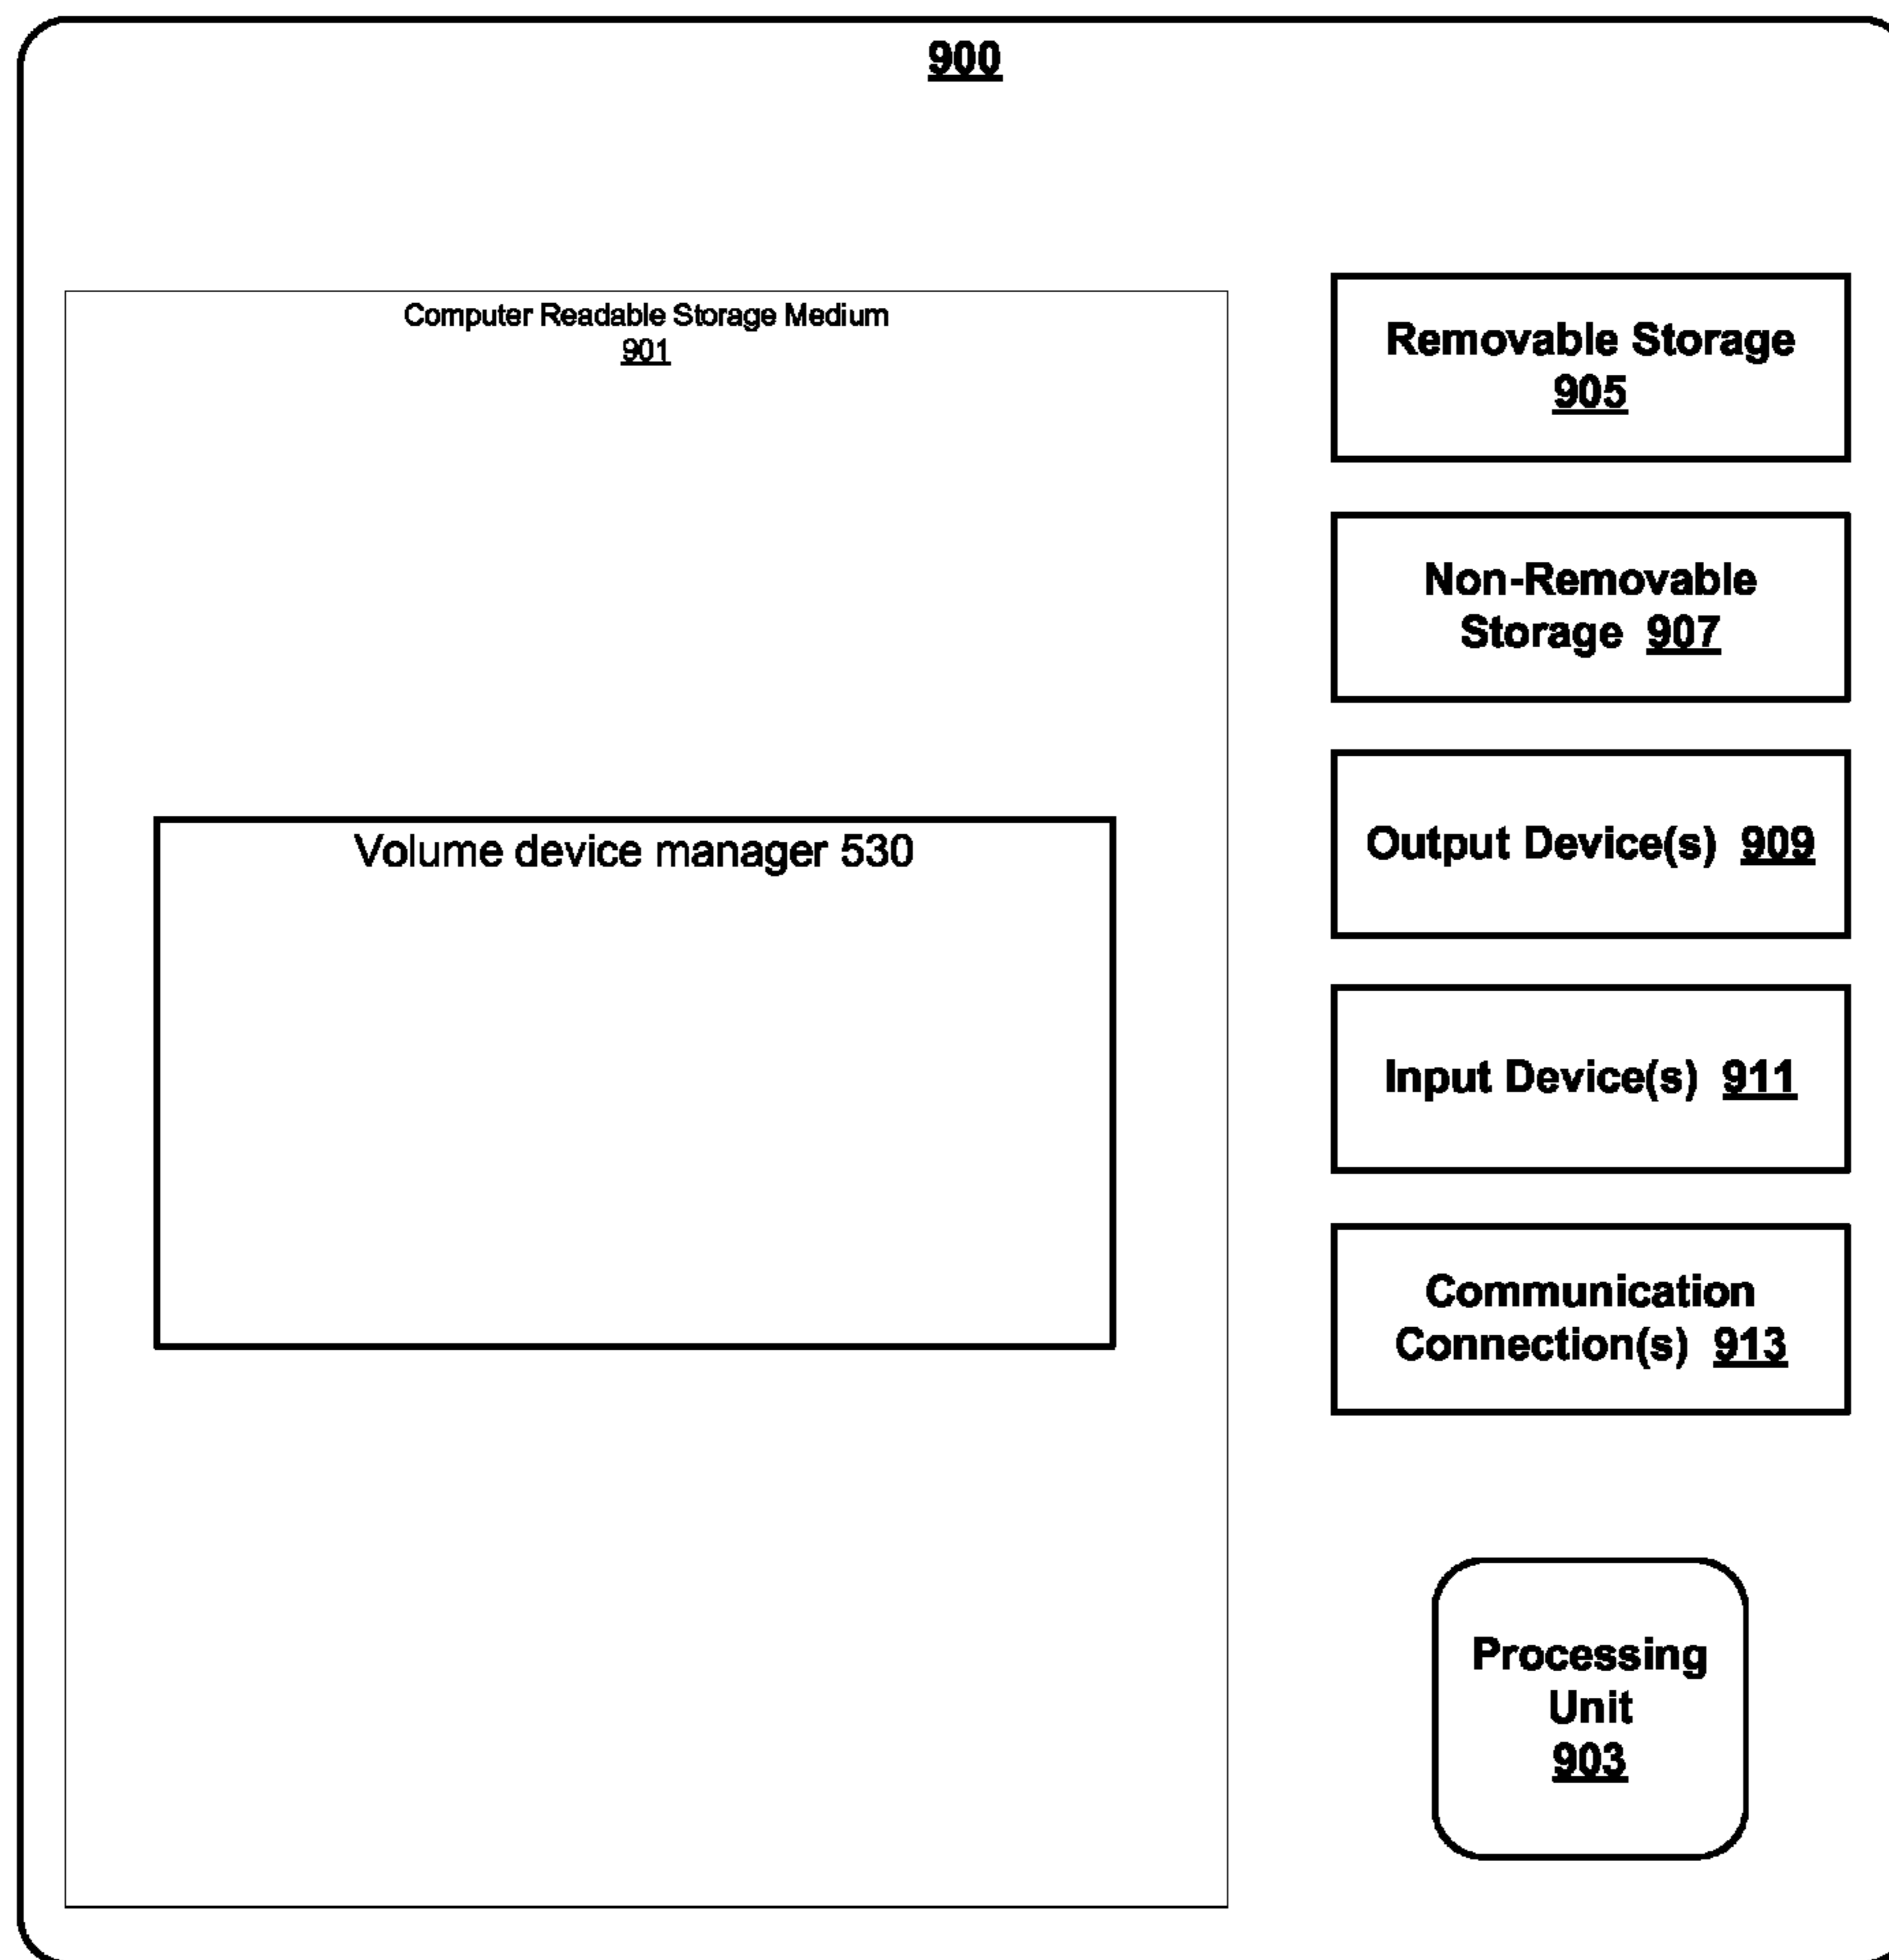 900
Computer Readable Storage Medium
901
Volume device manager 530
Removable Storage
905
Non-Removable
Storage 907
Output Device(s) 909
Input Device(s) 911
Communication
Connection(s) 913
Processing
Unit
903